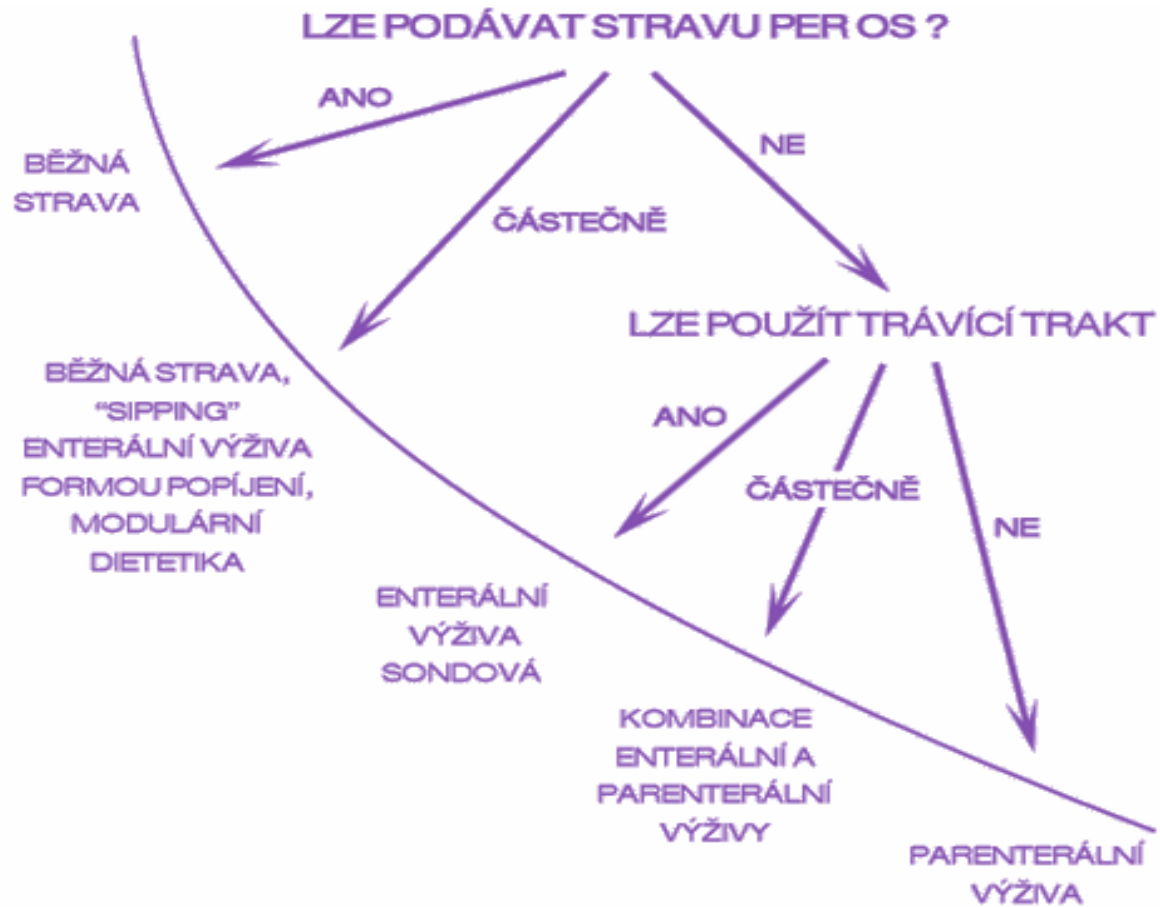 LZE PODÁVAT STRAVU PER OS ?
ANO
NE
BĚŽNÁ
STRAVA
ČÁSTEČNĚ
LZE POUŽÍT TRÁVÍCÍ TRAKT
BĚŽNÁ STRAVA,
“SIPPING”
ENTERÁLNÍ VÝŽIVA
FORMOU POPÍJENÍ,
MODULÁRNÍ
DIETETIKA
ANO
ČÁSTEČNĚ
NE
ENTERÁLNÍ
VÝŽIVA
SONDOVÁ
KOMBINACE
ENTERÁLNÍ A
PARENTERÁLNÍ
VÝŽIVY
PARENTERÁLNÍ
VÝŽIVA